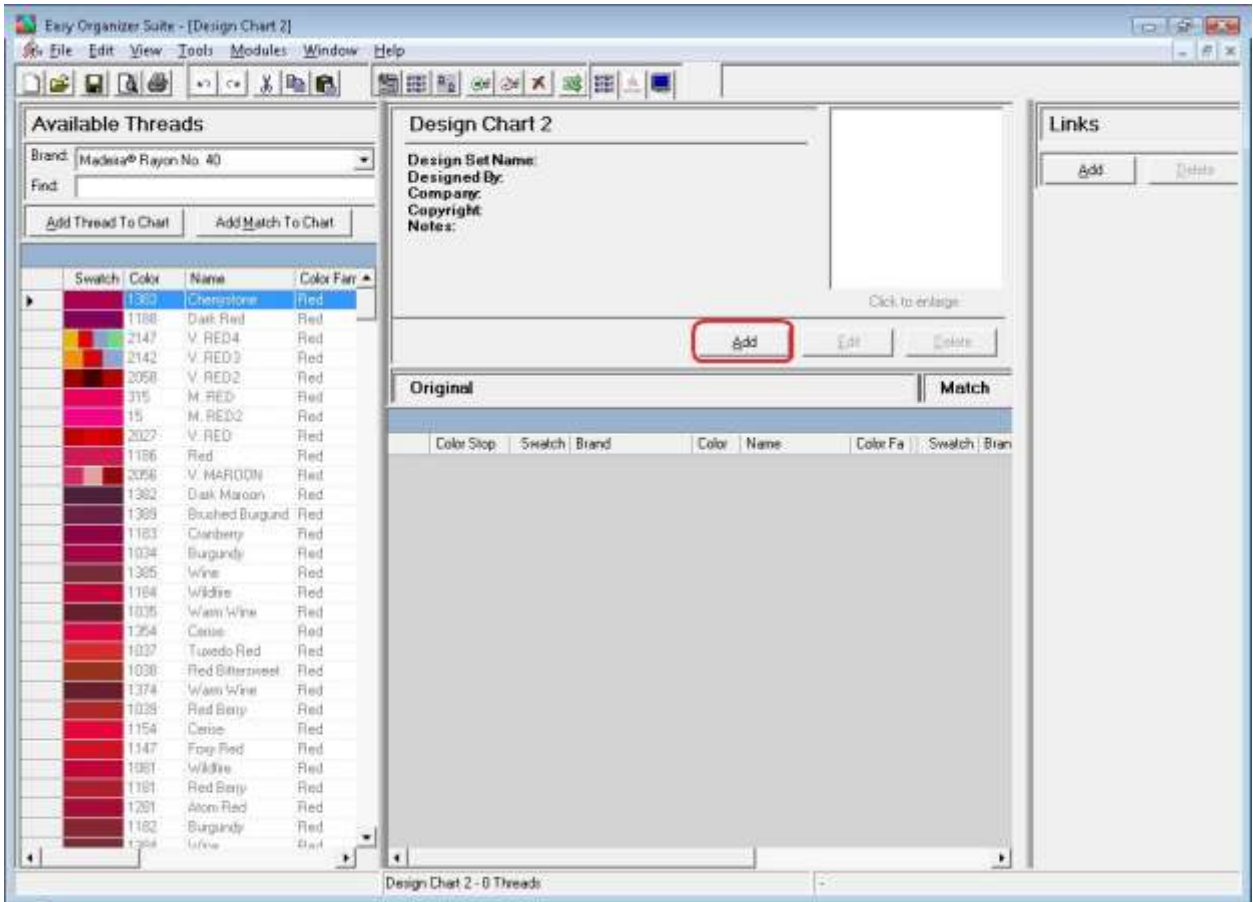 Easy Organizer Suite - [Design Chart 2]
File Edit View Tools Modules Window Help
Available Threads
Brand: Madeira® Rayon No. 40
Find:
Add Thread To Chart Add Match To Chart
Swatch Color Name Color Fam
1383 Cherrystone Red
1188 Dark Red Red
2147 V. RED4 Red
2142 V. RED3 Red
2058 V. RED2 Red
315 M. RED Red
15 M. RED2 Red
2027 V. RED Red
1186 Red Red
2056 V. MAROON Red
1382 Dark Maroon Red
1389 Brushed Burgund Red
1183 Cranberry Red
1034 Burgundy Red
1385 Wine Red
1184 Wildfire Red
1035 Warm Wine Red
1354 Cerise Red
1037 Tuxedo Red Red
1038 Red Bittersweet Red
1374 Warm Wine Red
1039 Red Berry Red
1154 Cerise Red
1147 Foxy Red Red
1081 Wildfire Red
1181 Red Berry Red
1281 Atom Red Red
1182 Burgundy Red
1384 Wine Red
Design Chart 2
Design Set Name:
Designed By:
Company:
Copyright:
Notes:
Click to enlarge
Add Edit Delete
Original Match
Color Stop Swatch Brand Color Name Color Fa Swatch Bran
Links
Add Delete
Design Chart 2 - 0 Threads -